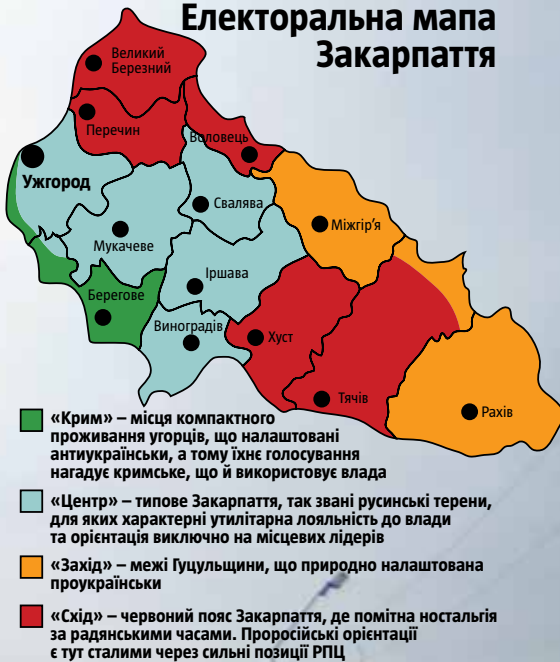 Електоральна мапа
Закарпаття
Великий
Березний
Перечин
Воловець
Ужгород
Свалява
Міжгір’я
Мукачеве
Іршава
Берегове
Виноградів
Хуст
Тячів
Рахів
«Крим» – місця компактного
проживання угорців, що налаштовані
антиукраїнськи, а тому їхнє голосування
нагадує кримське, що й використовує влада
«Центр» – типове Закарпаття, так звані русинські терени,
для яких характерні утилітарна лояльність до влади
та орієнтація виключно на місцевих лідерів
«Захід» – межі Гуцульщини, що природно налаштована
проукраїнськи
«Схід» – червоний пояс Закарпаття, де помітна ностальгія
за радянськими часами. Проросійські орієнтації
є тут сталими через сильні позиції РПЦ